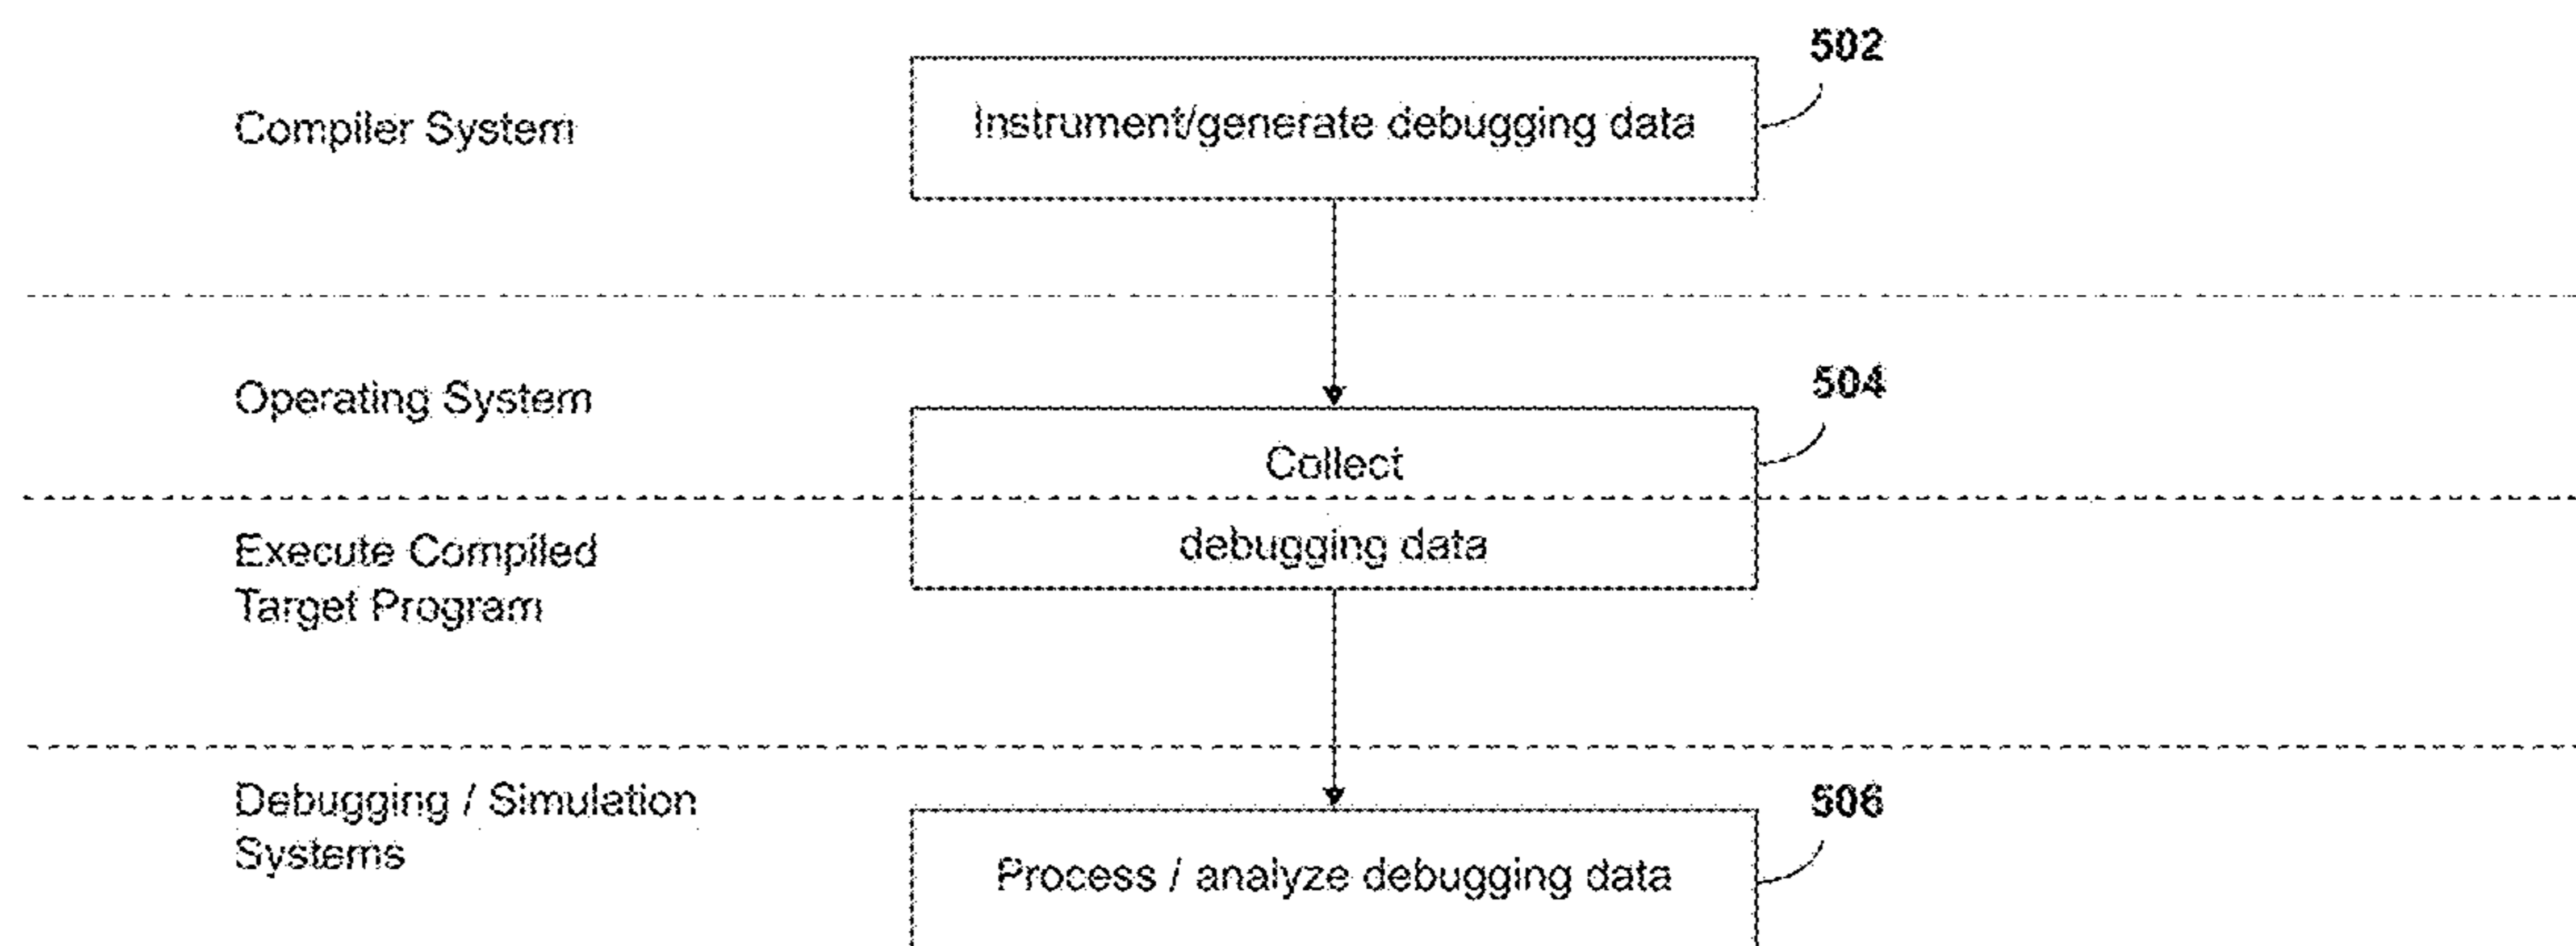 502
Compiler System
Instrument/generate debugging data
504
Operating System
Collect
Execute Compiled
debugging data
Target Program
506
Debugging / Simulation
Systems
Process / analyze debugging data